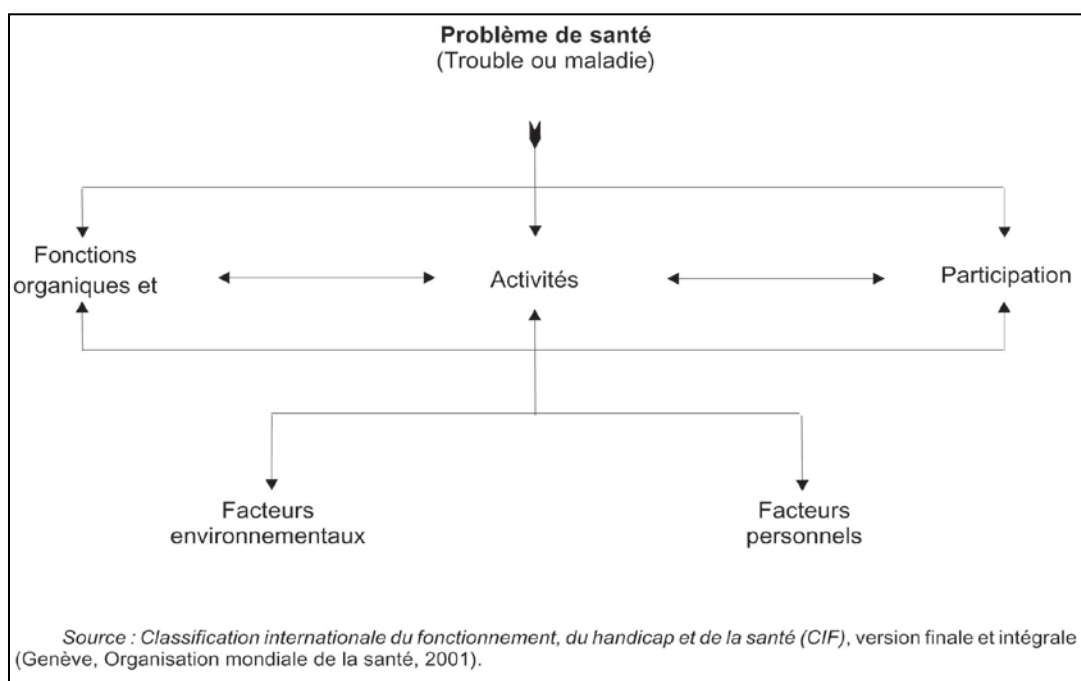 Problème de santé
(Trouble ou maladie)
Fonctions
organiques et
Activités
Participation
Facteurs
environnementaux
Facteurs
personnels
Source : Classification internationale du fonctionnement, du handicap et de la santé (CIF), version finale et intégrale
(Genève, Organisation mondiale de la santé, 2001).